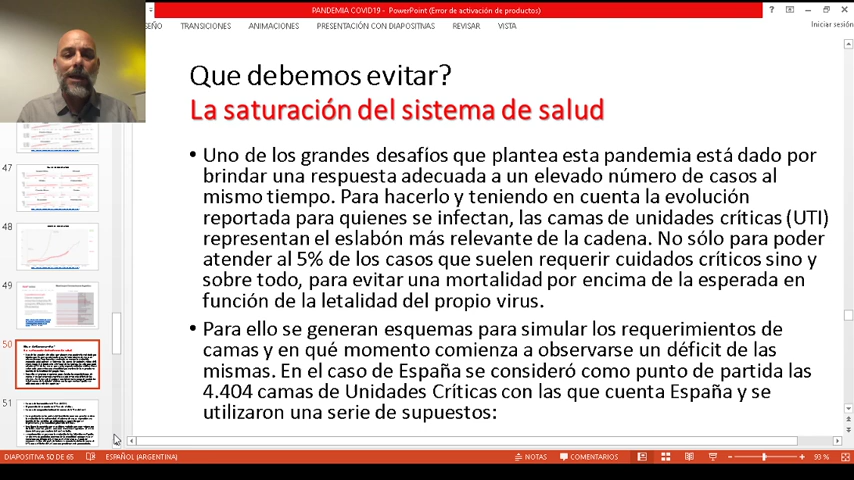 PANDEMIA COVID19 - PowerPoint (Error de activación de productos)
SEÑO TRANSICIONES ANIMACIONES PRESENTACIÓN CON DIAPOSITIVAS REVISAR VISTA
Iniciar sesión
Que debemos evitar?
La saturación del sistema de salud
• Uno de los grandes desafíos que plantea esta pandemia está dado por
brindar una respuesta adecuada a un elevado número de casos al
mismo tiempo. Para hacerlo y teniendo en cuenta la evolución
reportada para quienes se infectan, las camas de unidades críticas (UTI)
representan el eslabón más relevante de la cadena. No sólo para poder
atender al 5% de los casos que suelen requerir cuidados críticos sino y
sobre todo, para evitar una mortalidad por encima de la esperada en
función de la letalidad del propio virus.
• Para ello se generan esquemas para simular los requerimientos de
camas y en qué momento comienza a observarse un déficit de las
mismas. En el caso de España se consideró como punto de partida las
4.404 camas de Unidades Críticas con las que cuenta España y se
utilizaron una serie de supuestos:
47
48
49
50
51
DIAPOSITIVA 50 DE 65 ESPAÑOL (ARGENTINA) NOTAS COMENTARIOS 93 %